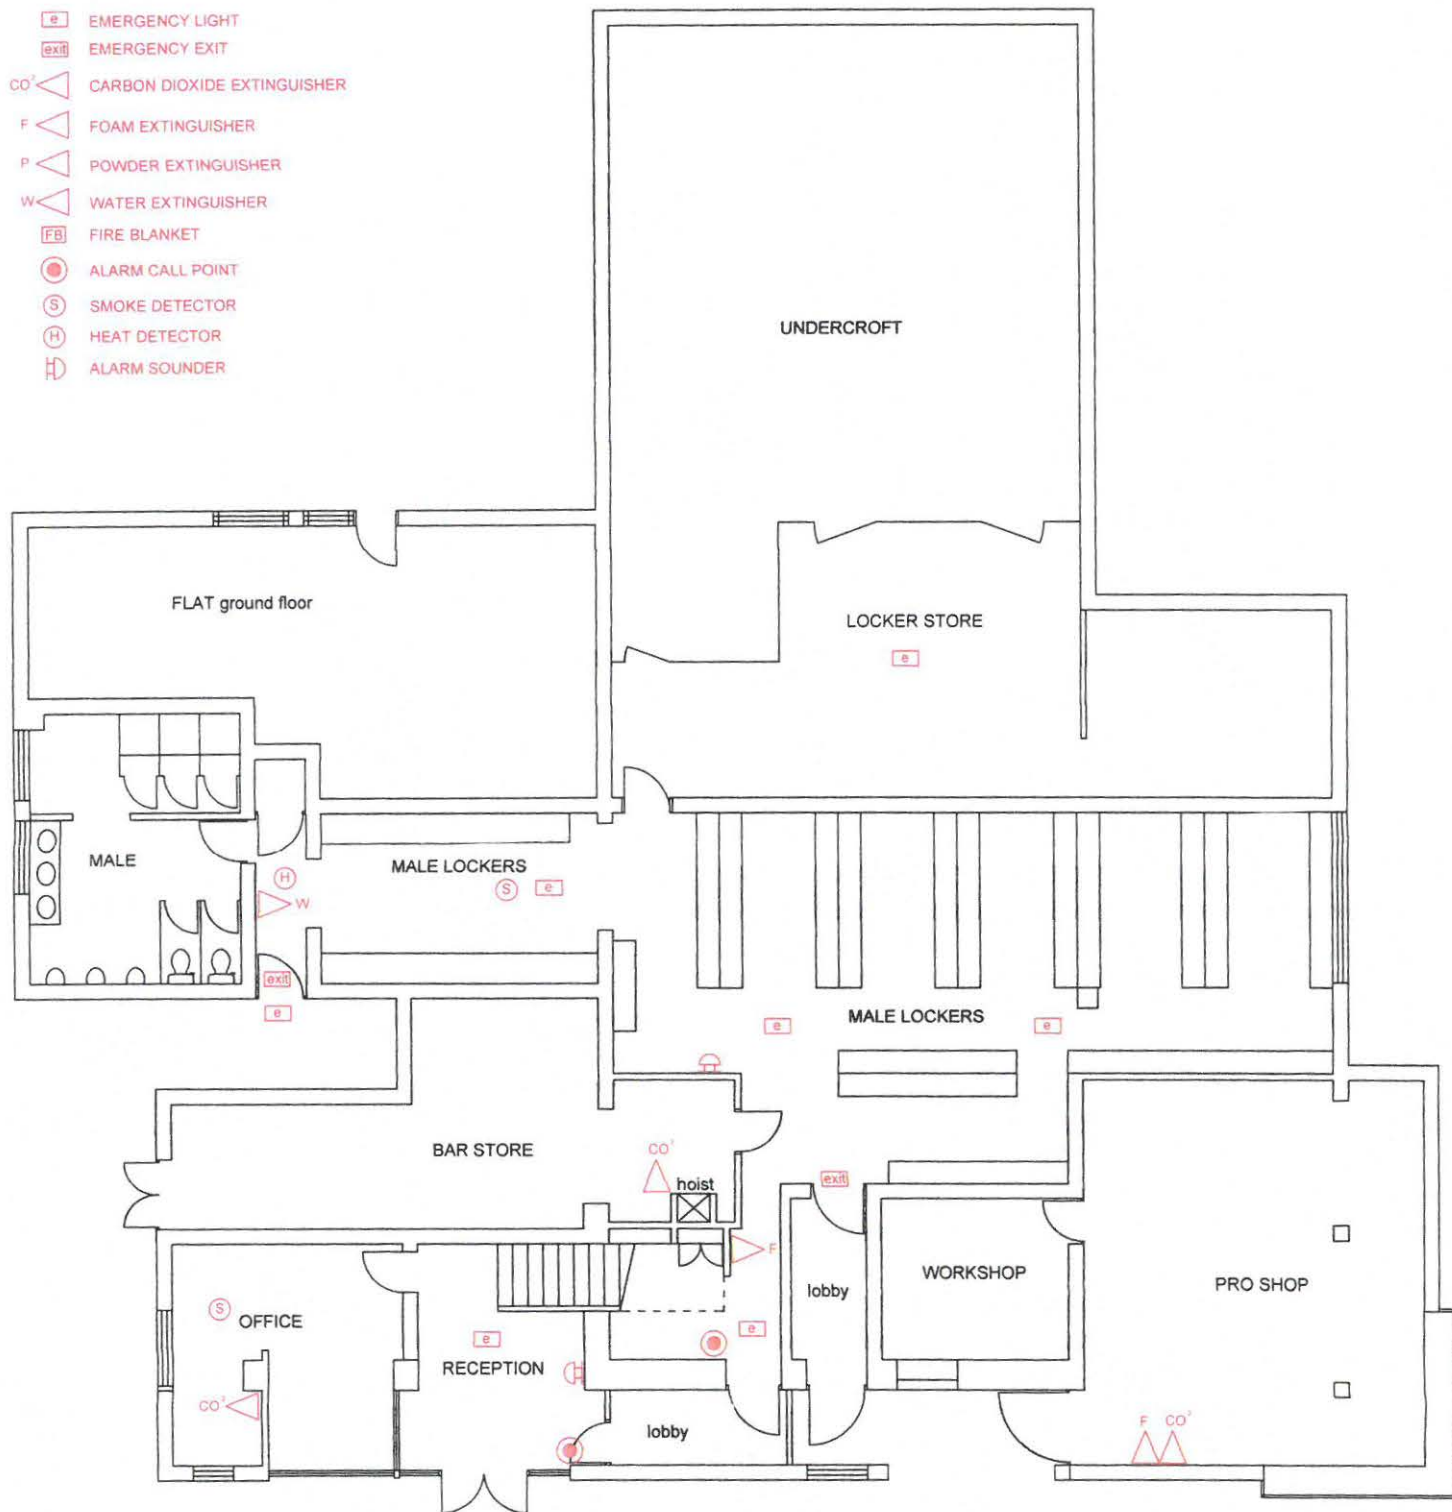 e EMERGENCY LIGHT
exit EMERGENCY EXIT
CO² CARBON DIOXIDE EXTINGUISHER
F FOAM EXTINGUISHER
P POWDER EXTINGUISHER
W WATER EXTINGUISHER
FB FIRE BLANKET
ALARM CALL POINT
S SMOKE DETECTOR
H HEAT DETECTOR
ALARM SOUNDER
UNDERCROFT
FLAT ground floor
LOCKER STORE
e
MALE
MALE LOCKERS
H
S
e
W
exit
e
MALE LOCKERS
e
e
BAR STORE
CO²
hoist
exit
F
WORKSHOP
PRO SHOP
lobby
S
OFFICE
e
e
RECEPTION
CO²
lobby
F
CO²